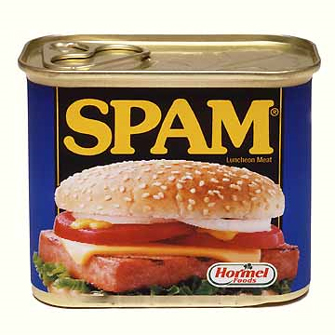 SPAM®
Luncheon Meat
Hormel
Foods